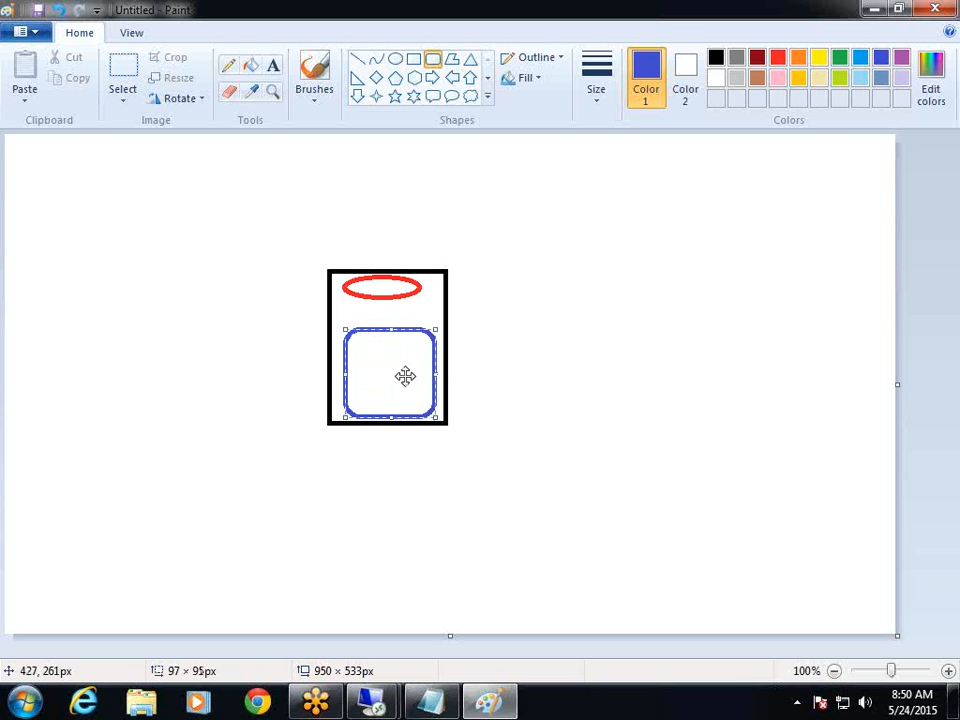 Untitled - Paint
Home View
Paste
Cut
Copy
Clipboard
Select
Crop
Resize
Rotate
Image
A
Tools
Brushes
Outline
Fill
Shapes
Size
Color 1
Color 2
Colors
Edit colors
427, 261px
97 × 95px
950 × 533px
100%
8:50 AM
5/24/2015